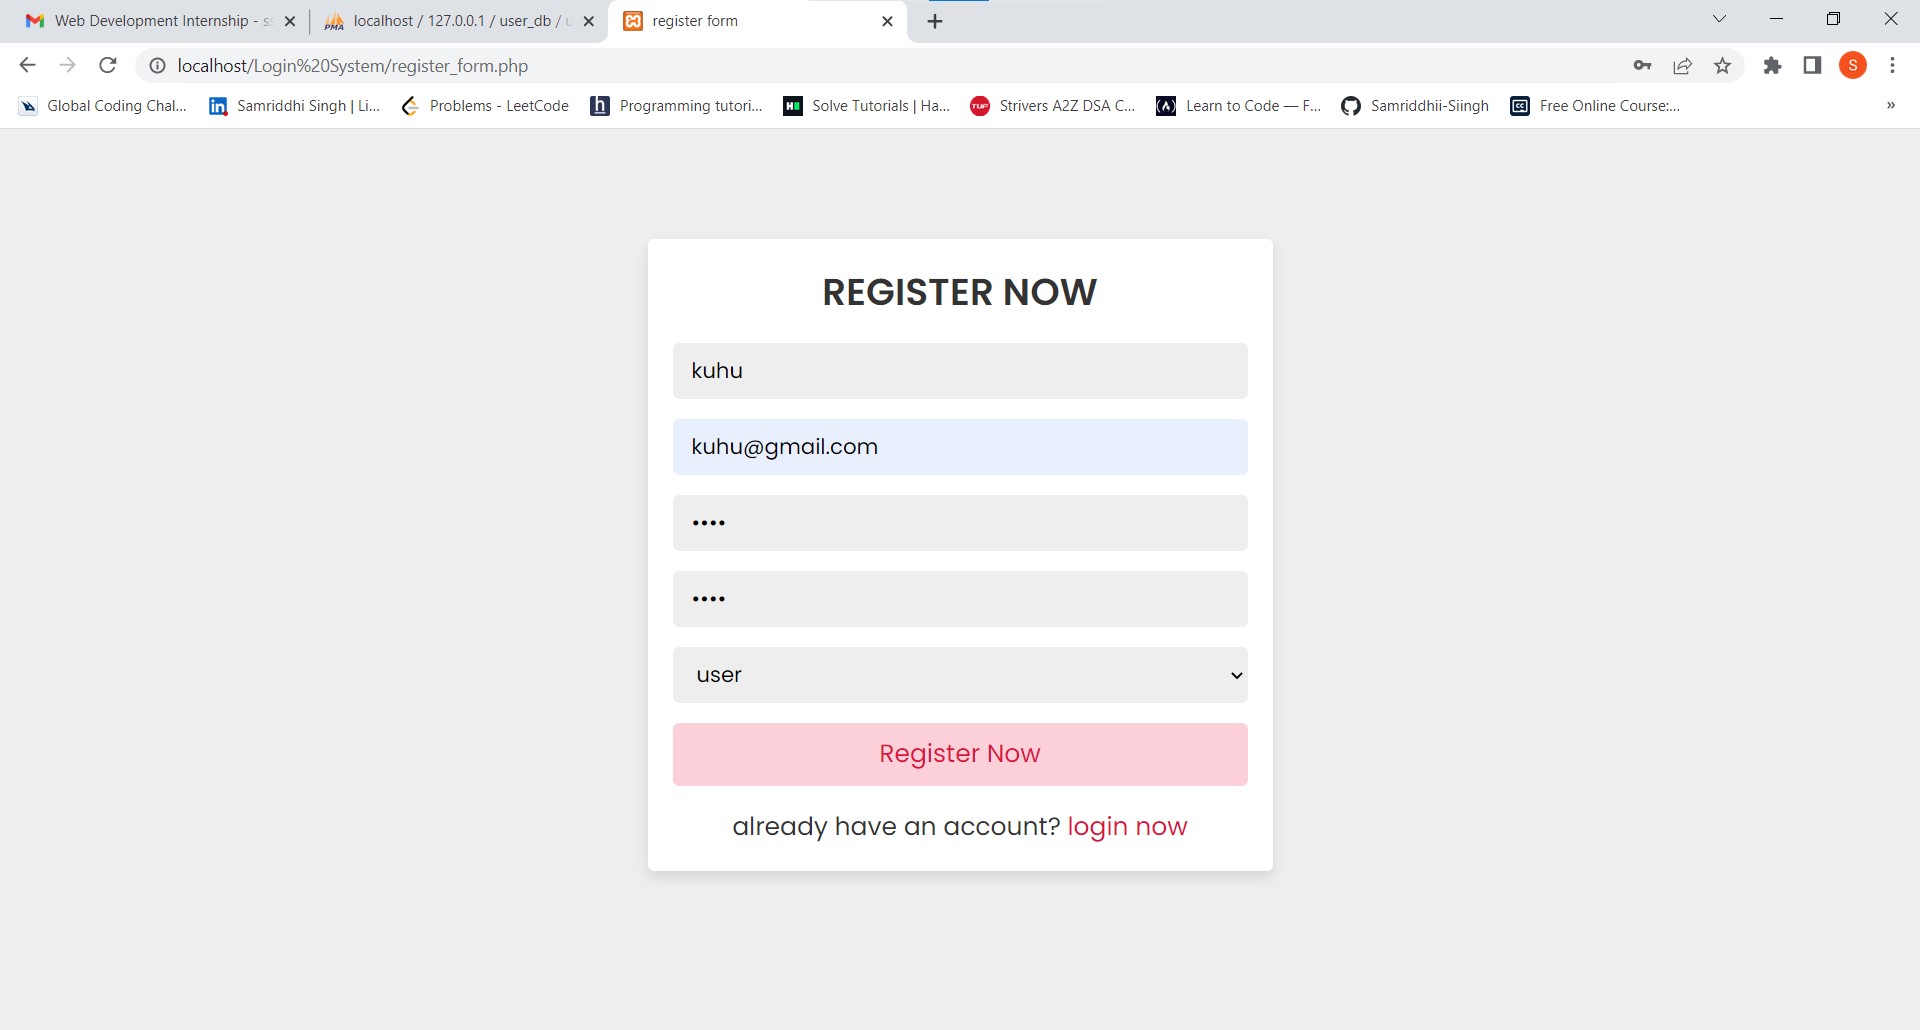 Web Development Internship - ss
localhost / 127.0.0.1 / user_db / u
register form
localhost/Login%20System/register_form.php
S
Global Coding Chal...
Samriddhi Singh | Li...
Problems - LeetCode
Programming tutori...
Solve Tutorials | Ha...
Strivers A2Z DSA C...
Learn to Code — F...
Samriddhii-Siingh
Free Online Course:...
»
REGISTER NOW
kuhu
kuhu@gmail.com
••••
••••
user
Register Now
already have an account? login now